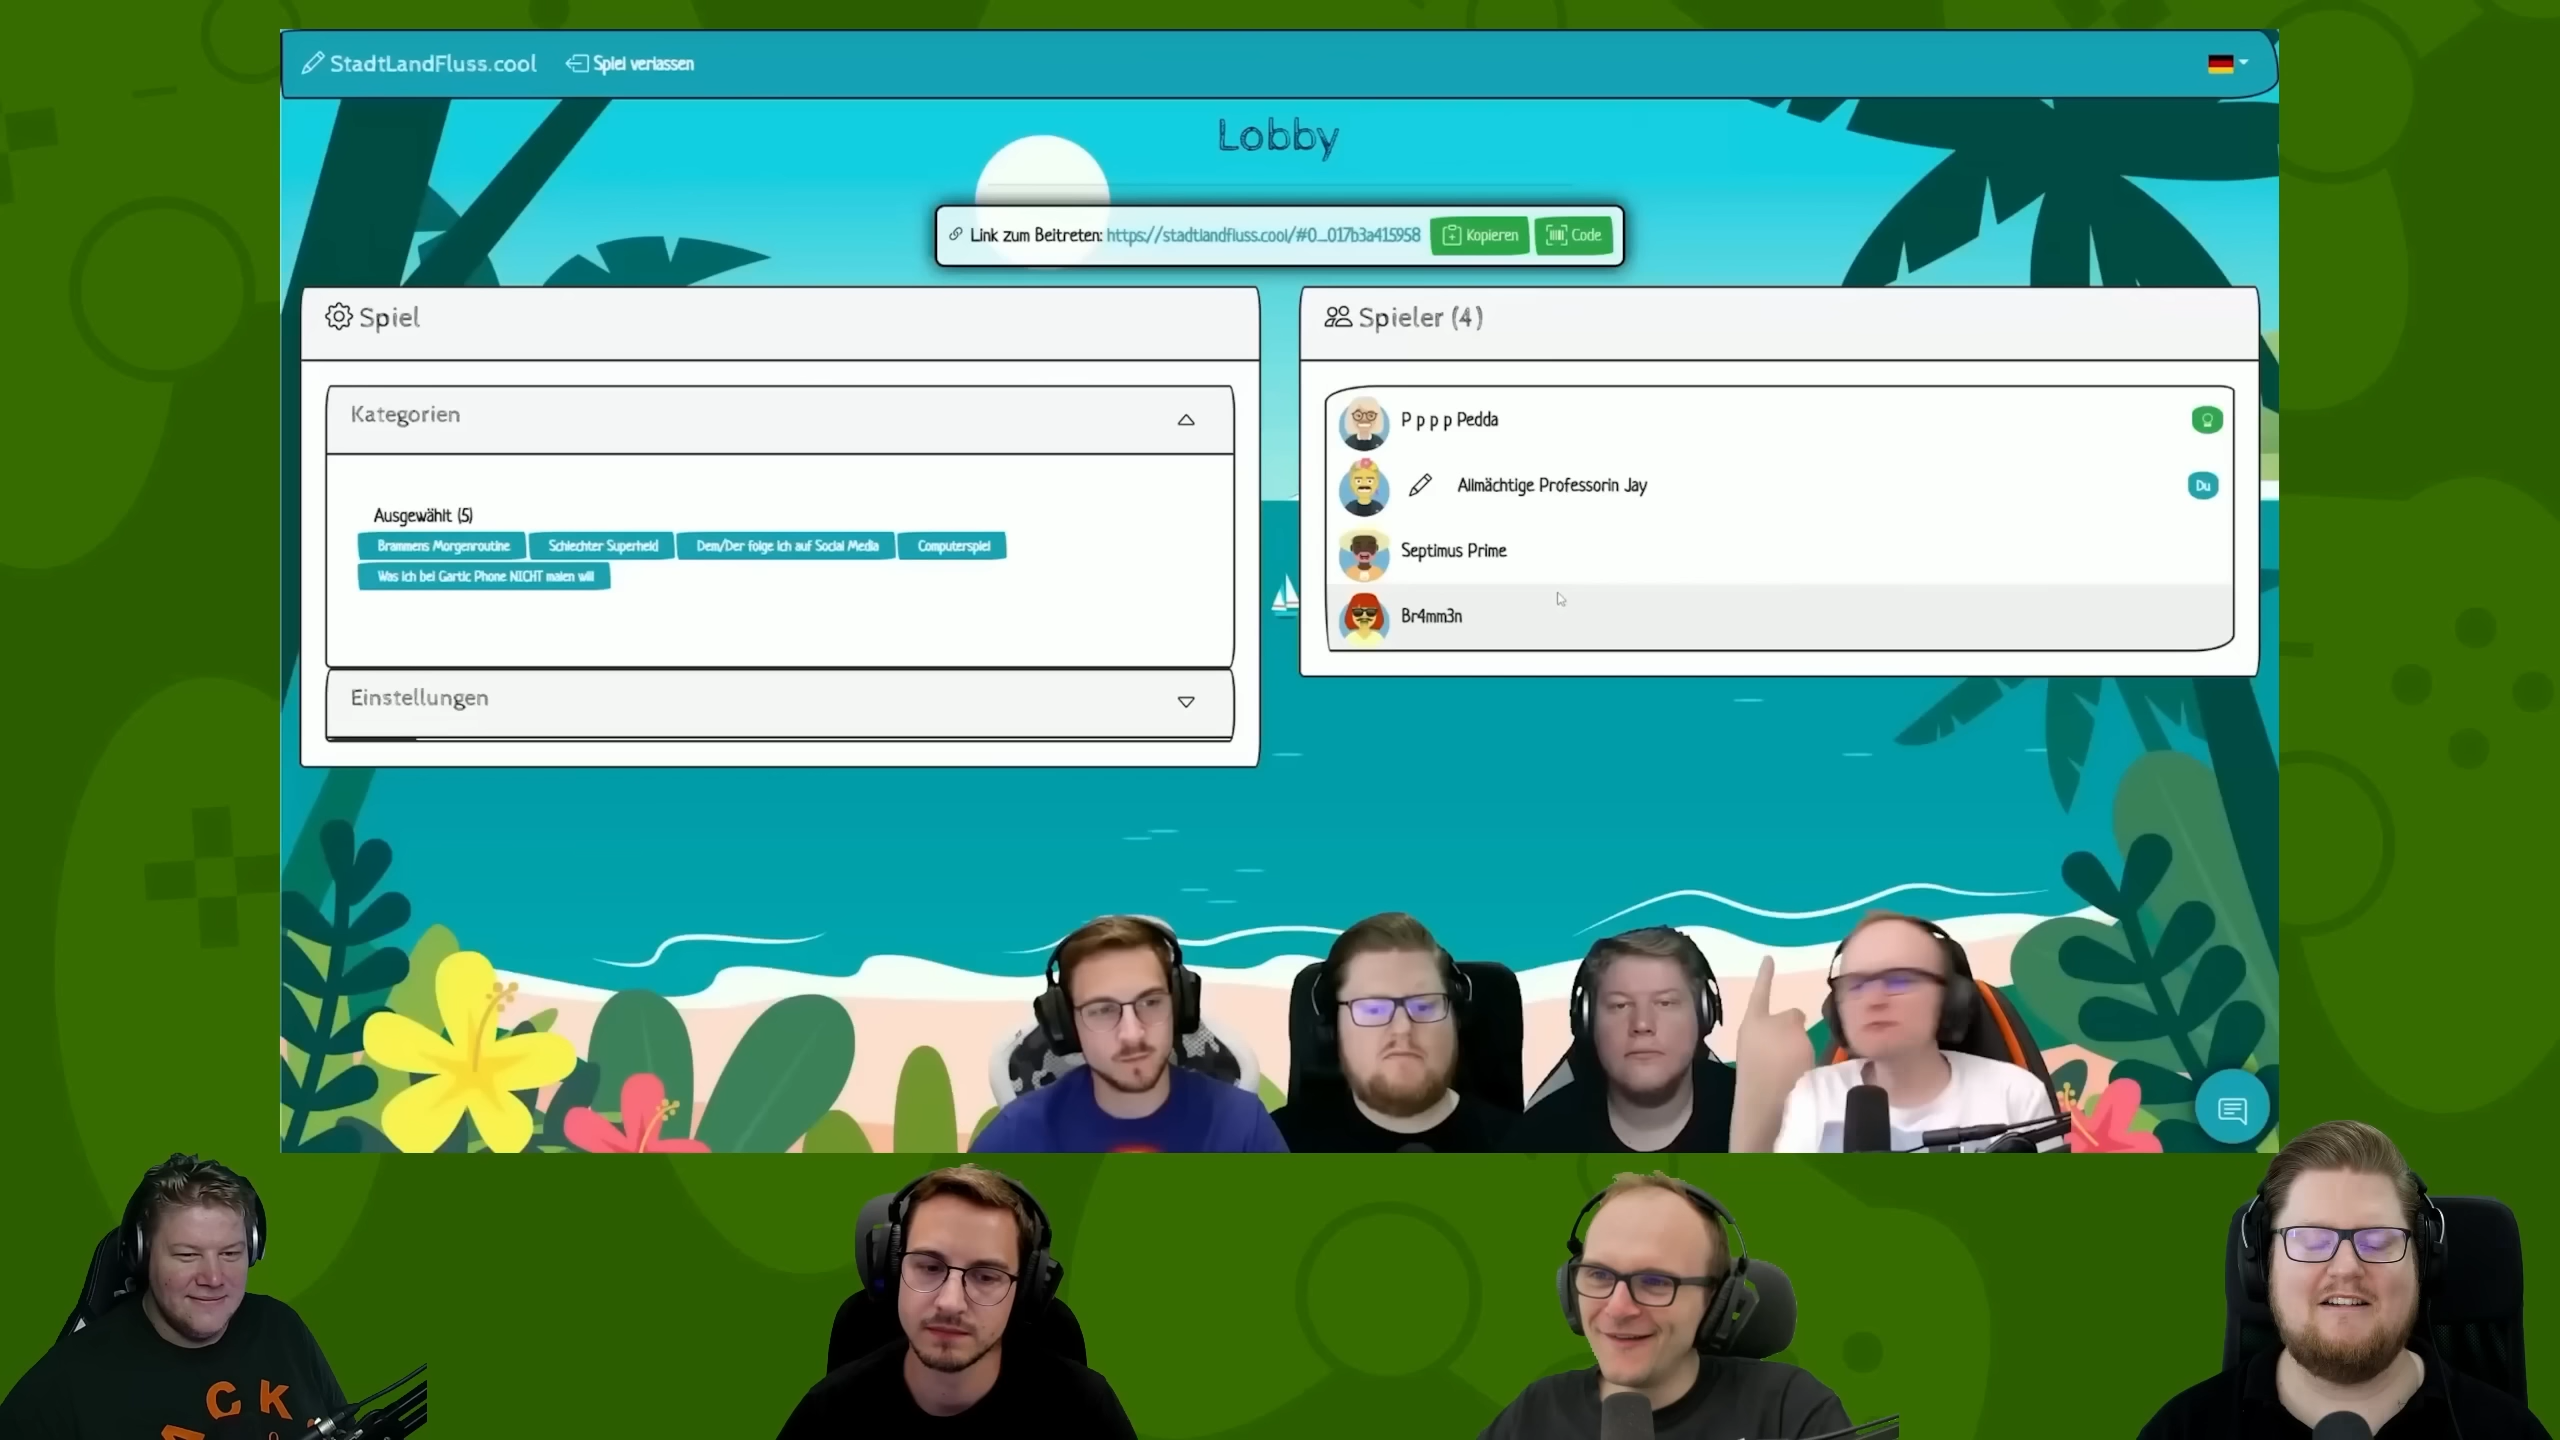 StadtLandFluss.cool
Spiel verlassen
Lobby
Link zum Beitreten: https://stadtlandfluss.cool/#0_017b3a415958
Kopieren
Code
Spiel
Kategorien
Ausgewählt (5)
Brammens Morgenroutine
Schlechter Superheld
Dem/Der folge ich auf Social Media
Computerspiel
Was ich bei Gartic Phone NICHT malen will
Einstellungen
Spieler (4)
P p p p Pedda
Allmächtige Professorin Jay
Du
Septimus Prime
Br4mm3n
CK